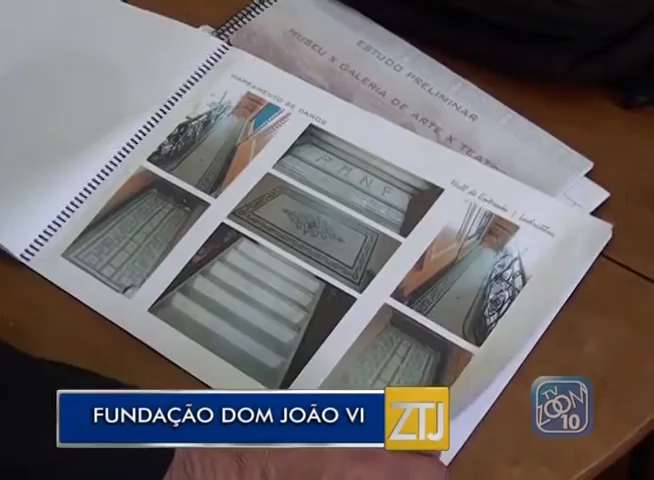 ESTUDO PRELIMINAR
MUSEU X GALERIA DE ARTE X TEATRO
MAPEAMENTO DE DANOS
Hall de Entrada |
PMNF
FUNDAÇÃO DOM JOÃO VI
ZTJ
TV
ZOOM
10